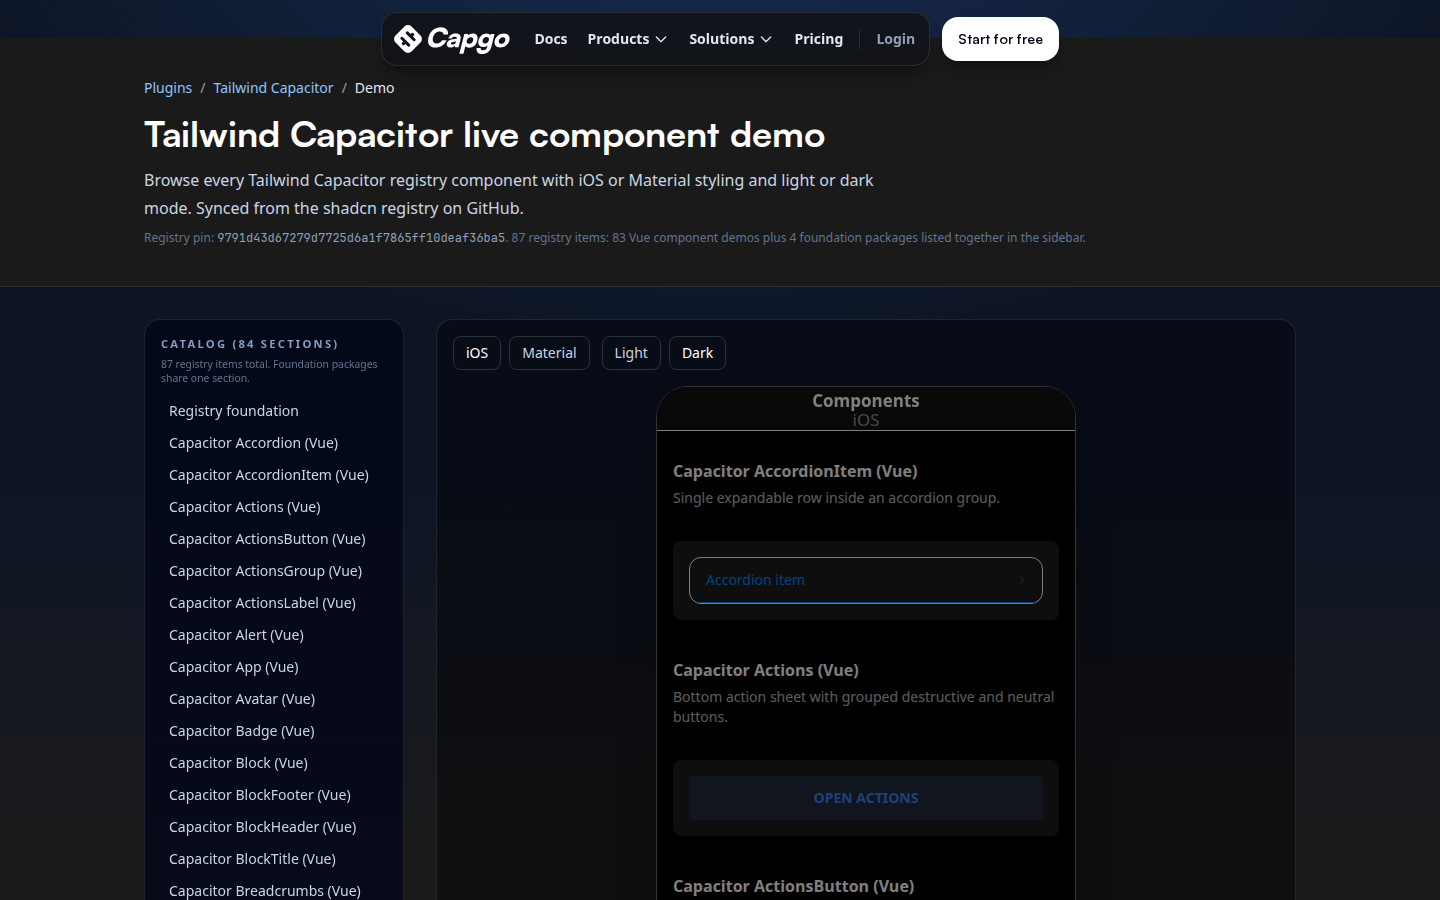 Capgo
Docs
Products
Solutions
Pricing
Login
Start for free
Plugins / Tailwind Capacitor / Demo
Tailwind Capacitor live component demo
Browse every Tailwind Capacitor registry component with iOS or Material styling and light or dark
mode. Synced from the shadcn registry on GitHub.
Registry pin: 9791d43d67279d7725d6a1f7865ff10deaf36ba5. 87 registry items: 83 Vue component demos plus 4 foundation packages listed together in the sidebar.
CATALOG (84 SECTIONS)
87 registry items total. Foundation packages
share one section.
Registry foundation
Capacitor Accordion (Vue)
Capacitor AccordionItem (Vue)
Capacitor Actions (Vue)
Capacitor ActionsButton (Vue)
Capacitor ActionsGroup (Vue)
Capacitor ActionsLabel (Vue)
Capacitor Alert (Vue)
Capacitor App (Vue)
Capacitor Avatar (Vue)
Capacitor Badge (Vue)
Capacitor Block (Vue)
Capacitor BlockFooter (Vue)
Capacitor BlockHeader (Vue)
Capacitor BlockTitle (Vue)
Capacitor Breadcrumbs (Vue)
iOS
Material
Light
Dark
Components
iOS
Capacitor AccordionItem (Vue)
Single expandable row inside an accordion group.
Accordion item
Capacitor Actions (Vue)
Bottom action sheet with grouped destructive and neutral
buttons.
OPEN ACTIONS
Capacitor ActionsButton (Vue)